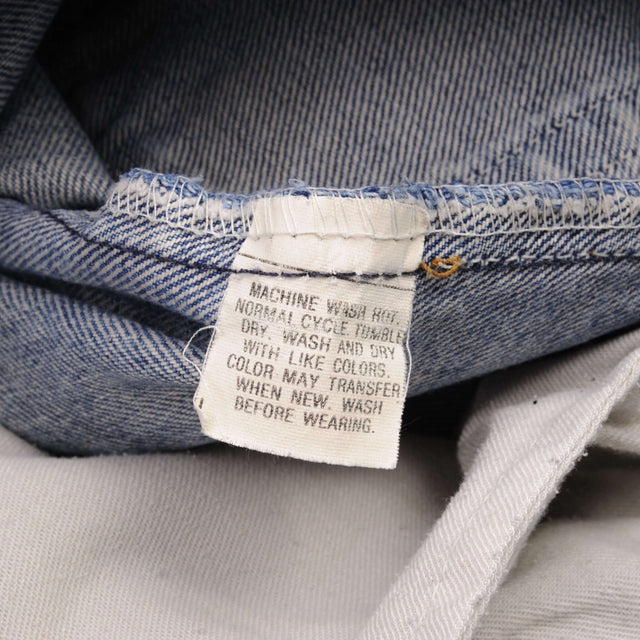 MACHINE WASH HOT,
NORMAL CYCLE TUMBLE
DRY. WASH AND DRY
WITH LIKE COLORS.
COLOR MAY TRANSFER
WHEN NEW. WASH
BEFORE WEARING.